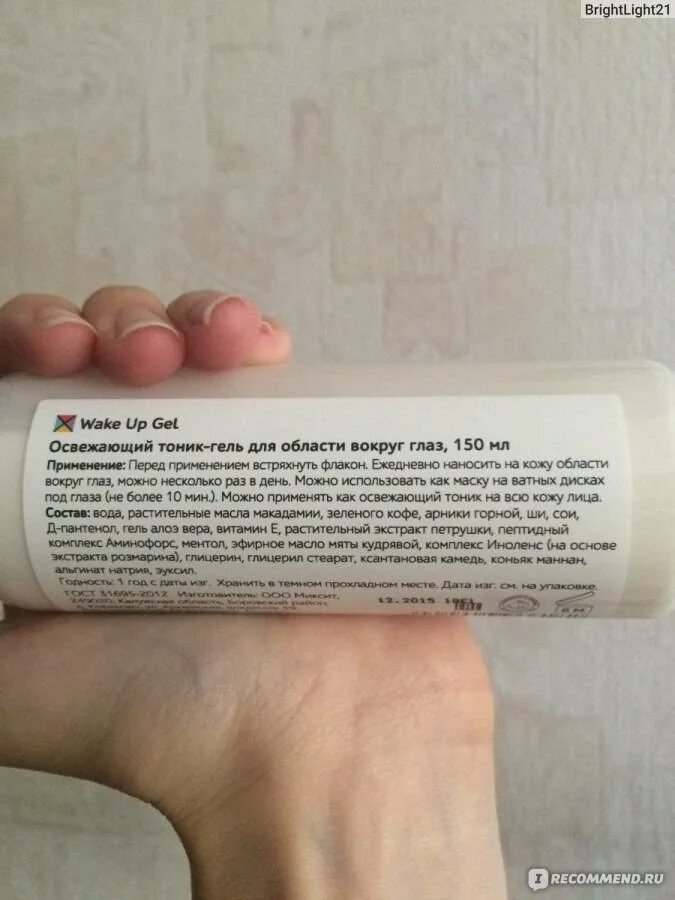 BrightLight21
Wake Up Gel
Освежающий тоник-гель для области вокруг глаз, 150 мл
Применение: Перед применением встряхнуть флакон. Ежедневно наносить на кожу области
вокруг глаз, можно несколько раз в день. Можно использовать как маску на ватных дисках
под глаза (не более 10 мин.). Можно применять как освежающий тоник на всю кожу лица.
Состав: вода, растительные масла макадамии, зеленого кофе, арники горной, ши, сои,
Д-пантенол, гель алоэ вера, витамин Е, растительный экстракт петрушки, пептидный
комплекс Аминофорс, ментол, эфирное масло мяты кудрявой, комплекс Иноленс (на основе
экстракта розмарина), глицерин, глицерил стеарат, ксантановая камедь, коньяк маннан,
альгинат натрия, эуксил.
Годность: 1 год с даты изг. Хранить в темном прохладном месте. Дата изг. см. на упаковке.
ГОСТ 31695-2012 Изготовитель: ООО Миксит,
249020, Калужская область, Боровский район,
12.2015
6 M
RECOMMEND.RU